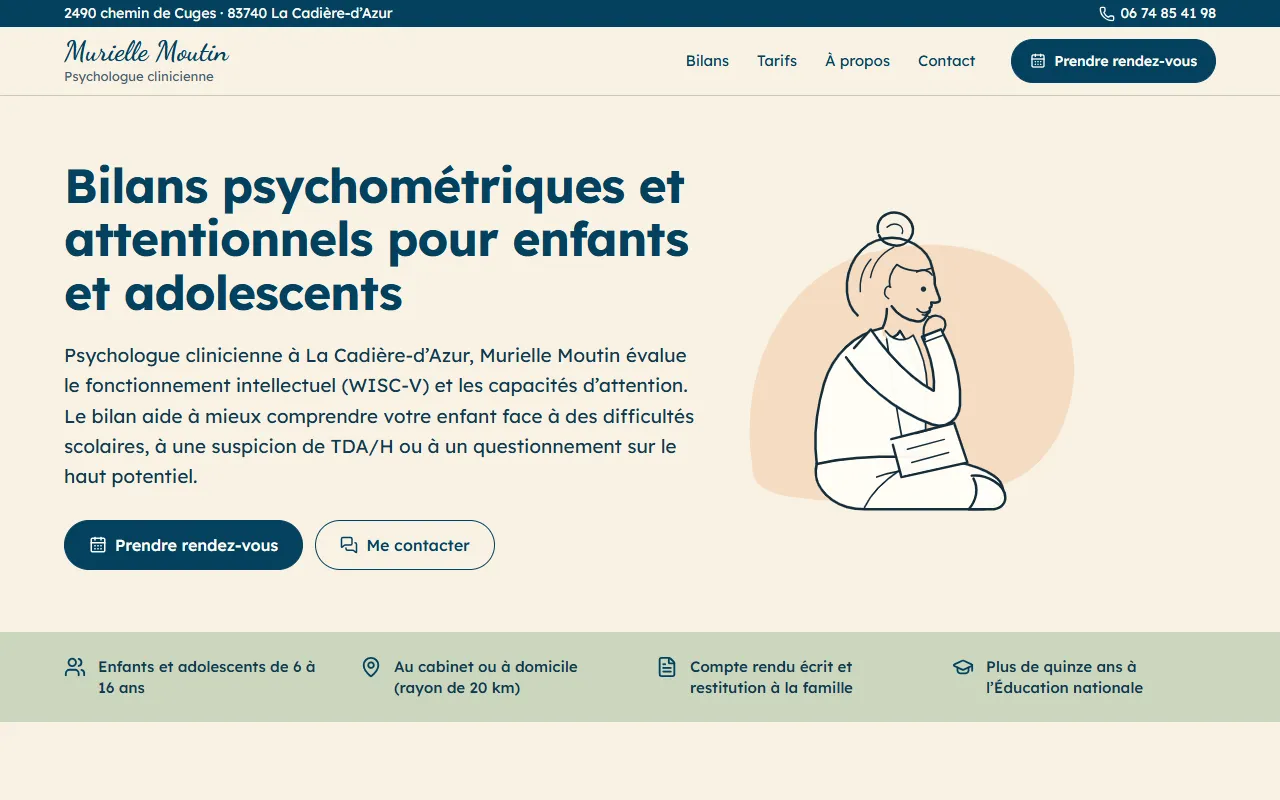 2490 chemin de Cuges · 83740 La Cadière-d’Azur
06 74 85 41 98
Murielle Moutin
Psychologue clinicienne
Bilans
Tarifs
À propos
Contact
Prendre rendez-vous
Bilans psychométriques et
attentionnels pour enfants
et adolescents
Psychologue clinicienne à La Cadière-d’Azur, Murielle Moutin évalue
le fonctionnement intellectuel (WISC-V) et les capacités d’attention.
Le bilan aide à mieux comprendre votre enfant face à des difficultés
scolaires, à une suspicion de TDA/H ou à un questionnement sur le
haut potentiel.
Prendre rendez-vous
Me contacter
Enfants et adolescents de 6 à
16 ans
Au cabinet ou à domicile
(rayon de 20 km)
Compte rendu écrit et
restitution à la famille
Plus de quinze ans à
l’Éducation nationale